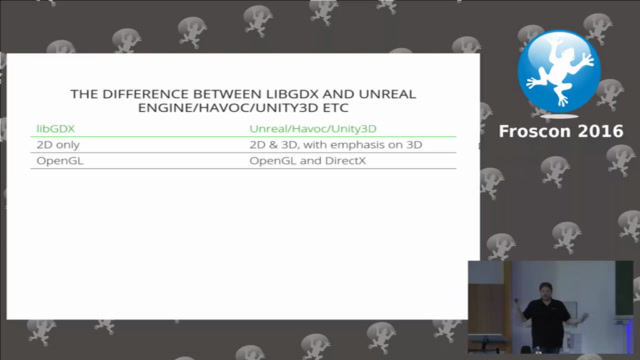 THE DIFFERENCE BETWEEN LIBGDX AND UNREAL
ENGINE/HAVOC/UNITY3D ETC
libGDX Unreal/Havoc/Unity3D
2D only 2D & 3D, with emphasis on 3D
OpenGL OpenGL and DirectX
Froscon 2016